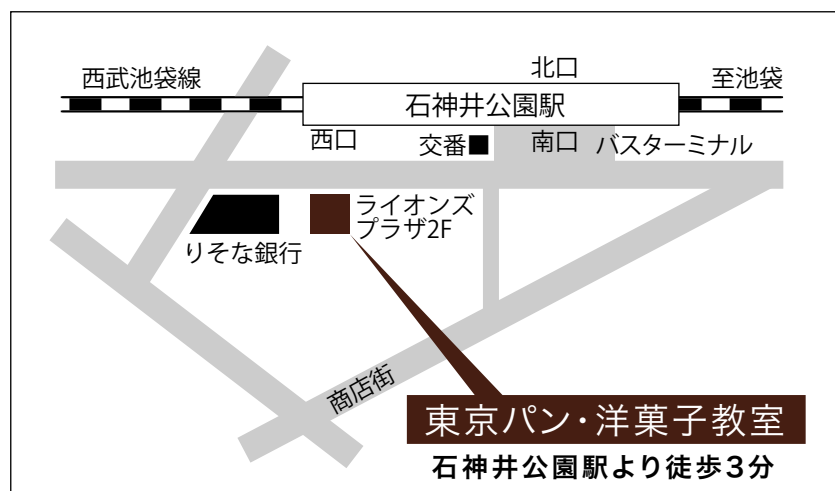 西武池袋線
北口
至池袋
石神井公園駅
西口
交番■
南口
バスターミナル
ライオンズ
プラザ2F
りそな銀行
商店街
東京パン・洋菓子教室
石神井公園駅より徒歩3分